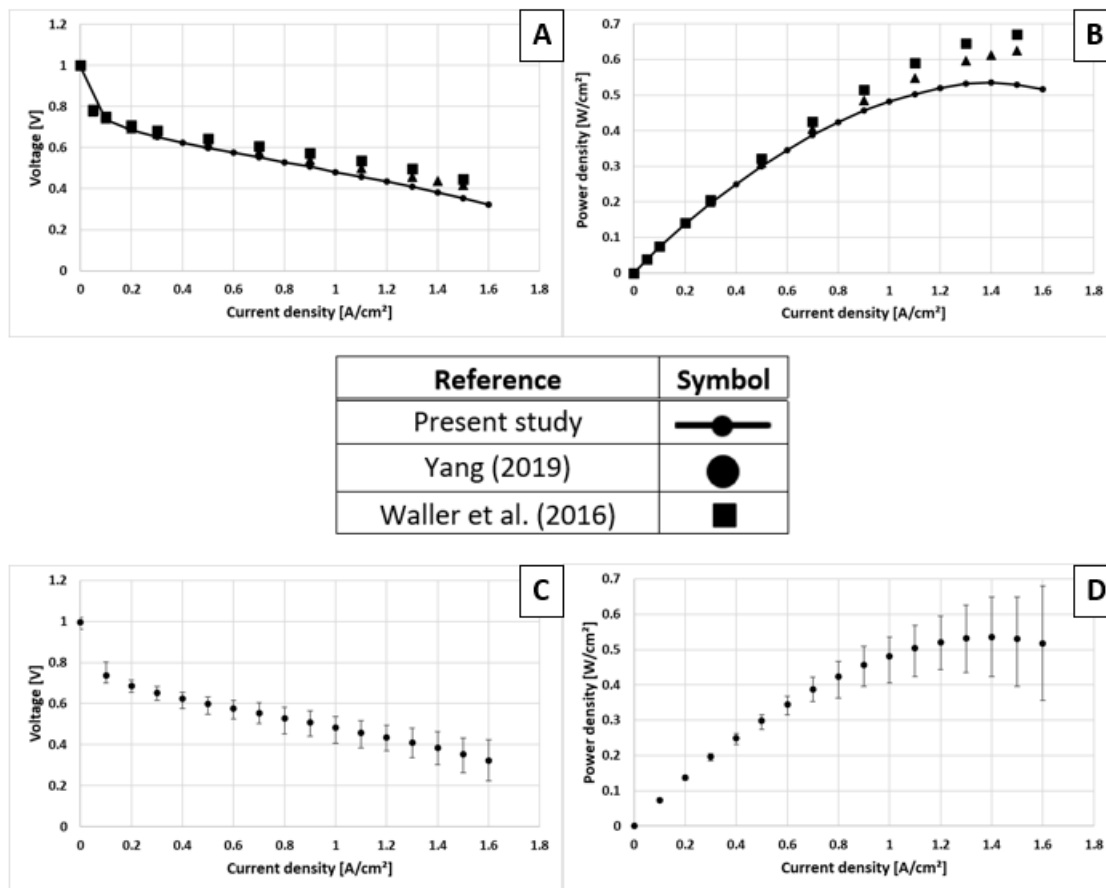 A
1.2
1
0.8
0.6
0.4
0.2
0
Voltage [V]
0 0.2 0.4 0.6 0.8 1 1.2 1.4 1.6 1.8
Current density [A/cm²]
B
0.7
0.6
0.5
0.4
0.3
0.2
0.1
0
Power density [W/cm²]
0 0.2 0.4 0.6 0.8 1 1.2 1.4 1.6 1.8
Current density [A/cm²]
Reference Symbol
Present study
Yang (2019)
Waller et al. (2016)
C
1.2
1
0.8
0.6
0.4
0.2
0
Voltage [V]
0 0.2 0.4 0.6 0.8 1 1.2 1.4 1.6 1.8
Current density [A/cm²]
D
0.7
0.6
0.5
0.4
0.3
0.2
0.1
0
Power density [W/cm²]
0 0.2 0.4 0.6 0.8 1 1.2 1.4 1.6 1.8
Current density [A/cm²]